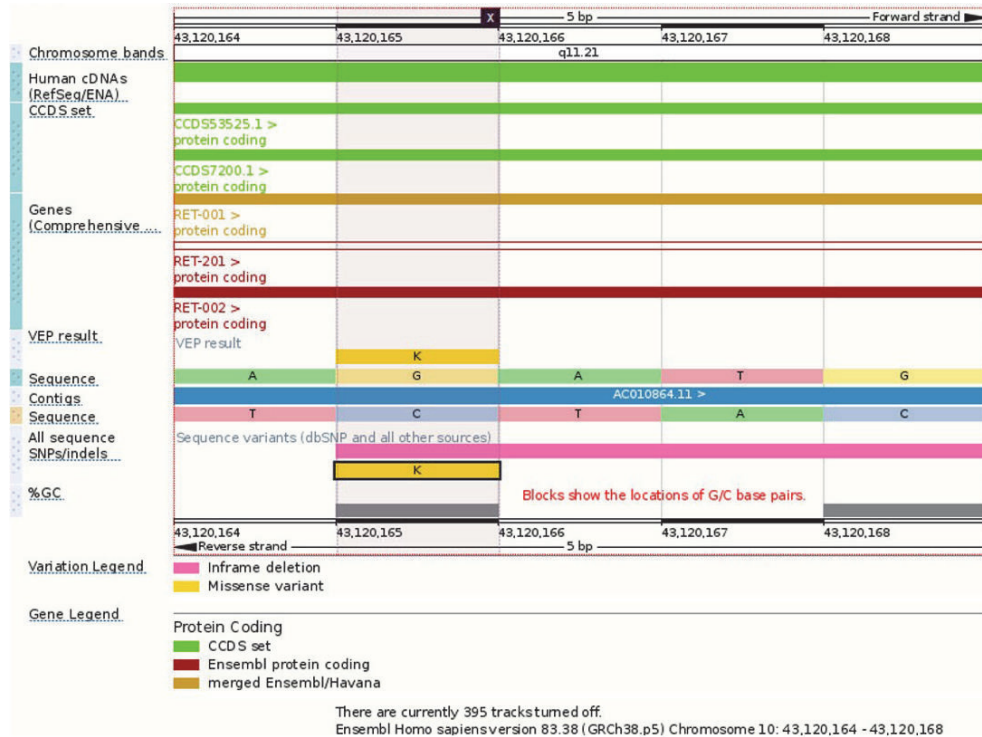 X
5 bp Forward strand
43,120,164 43,120,165 43,120,166 43,120,167 43,120,168
Chromosome bands q11.21
Human cDNAs
(RefSeq/ENA)
CCDS set
CCDS53525.1 >
protein coding
CCDS7200.1 >
protein coding
Genes
(Comprehensive ...
RET-001 >
protein coding
RET-201 >
protein coding
RET-002 >
protein coding
VEP result
VEP result
K
Sequence A G A T G
Contigs AC010864.11 >
Sequence T C T A C
All sequence
SNPs/indels
Sequence variants (dbSNP and all other sources)
K
%GC
Blocks show the locations of G/C base pairs.
43,120,164 43,120,165 43,120,166 43,120,167 43,120,168
Reverse strand 5 bp
Variation Legend
Inframe deletion
Missense variant
Gene Legend
Protein Coding
CCDS set
Ensembl protein coding
merged Ensembl/Havana
There are currently 395 tracks turned off.
Ensembl Homo sapiens version 83.38 (GRCh38.p5) Chromosome 10: 43,120,164 - 43,120,168